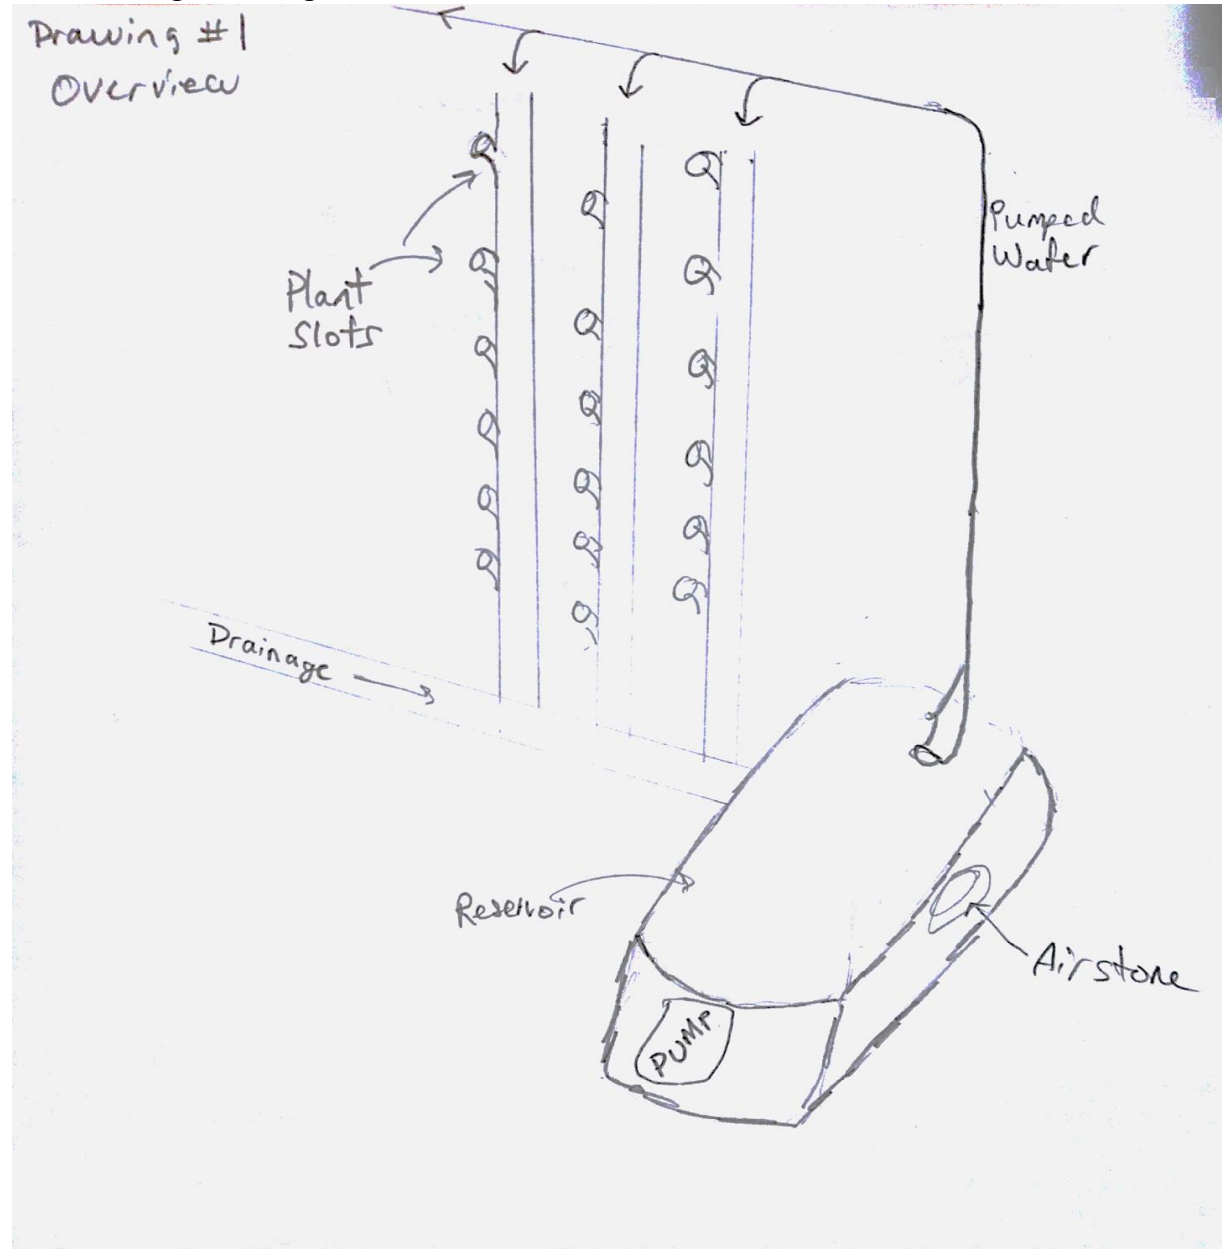 Drawing #1
Overview
Pumped
Water
Plant
Slots
Drainage
Reservoir
Airstone
PUMP